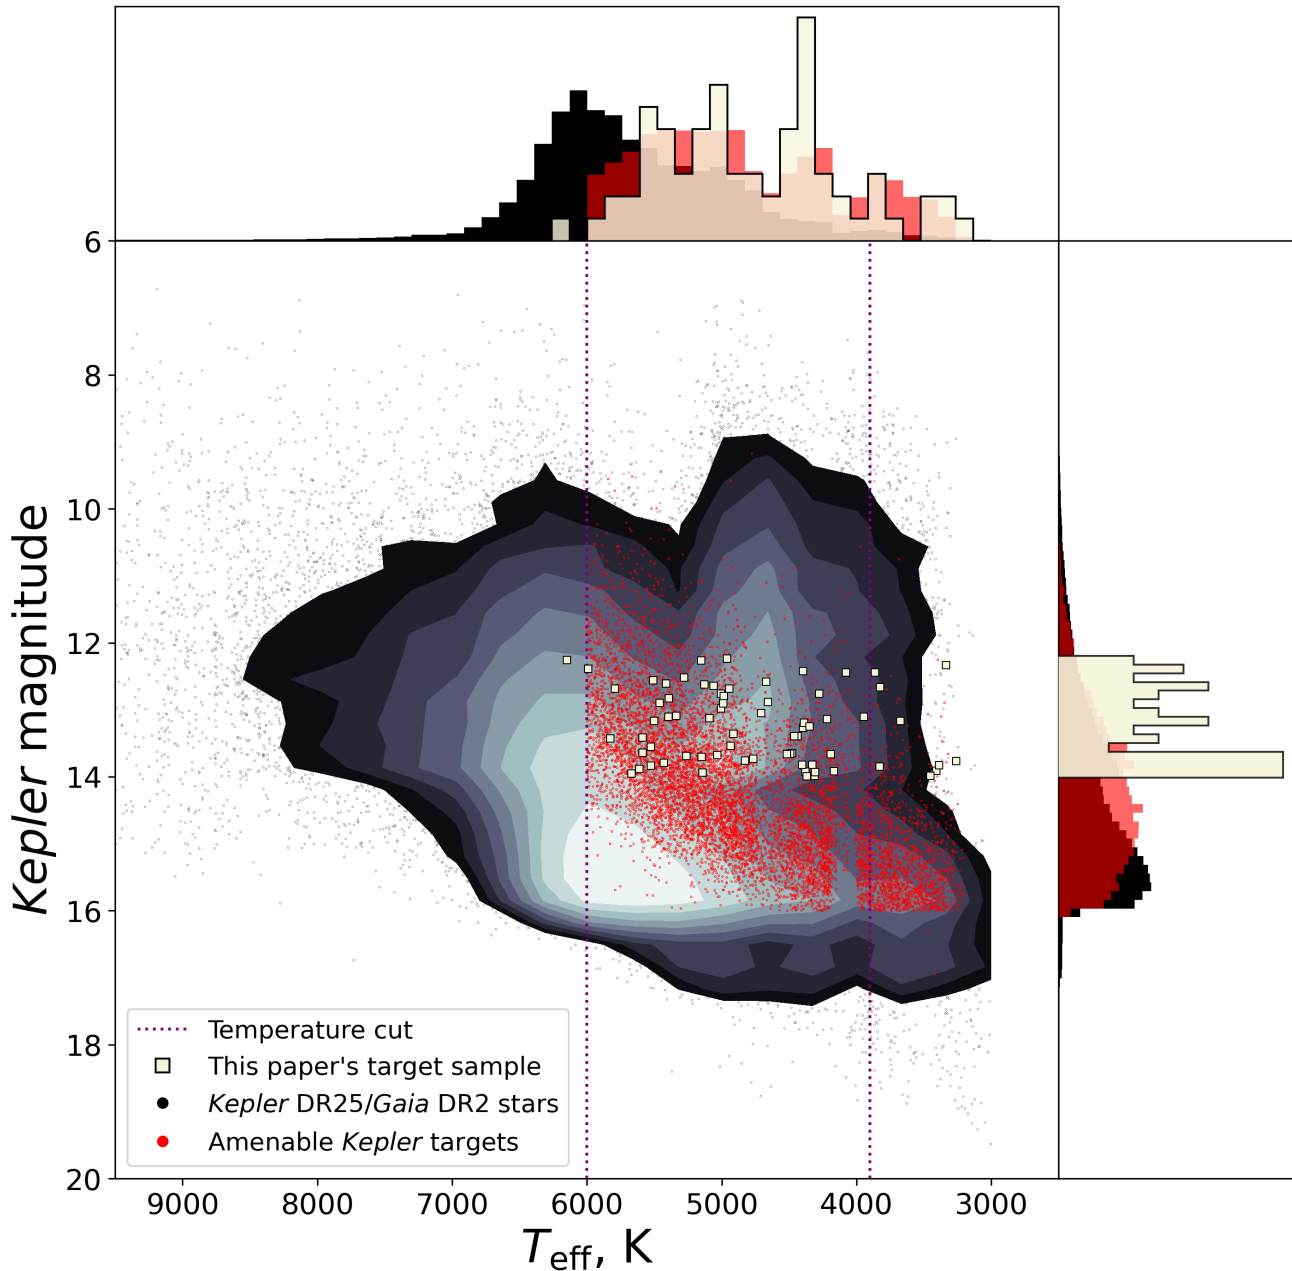 6
8
10
12
14
16
18
20
Kepler magnitude
Temperature cut
This paper's target sample
Kepler DR25/Gaia DR2 stars
Amenable Kepler targets
9000 8000 7000 6000 5000 4000 3000
Teff, K